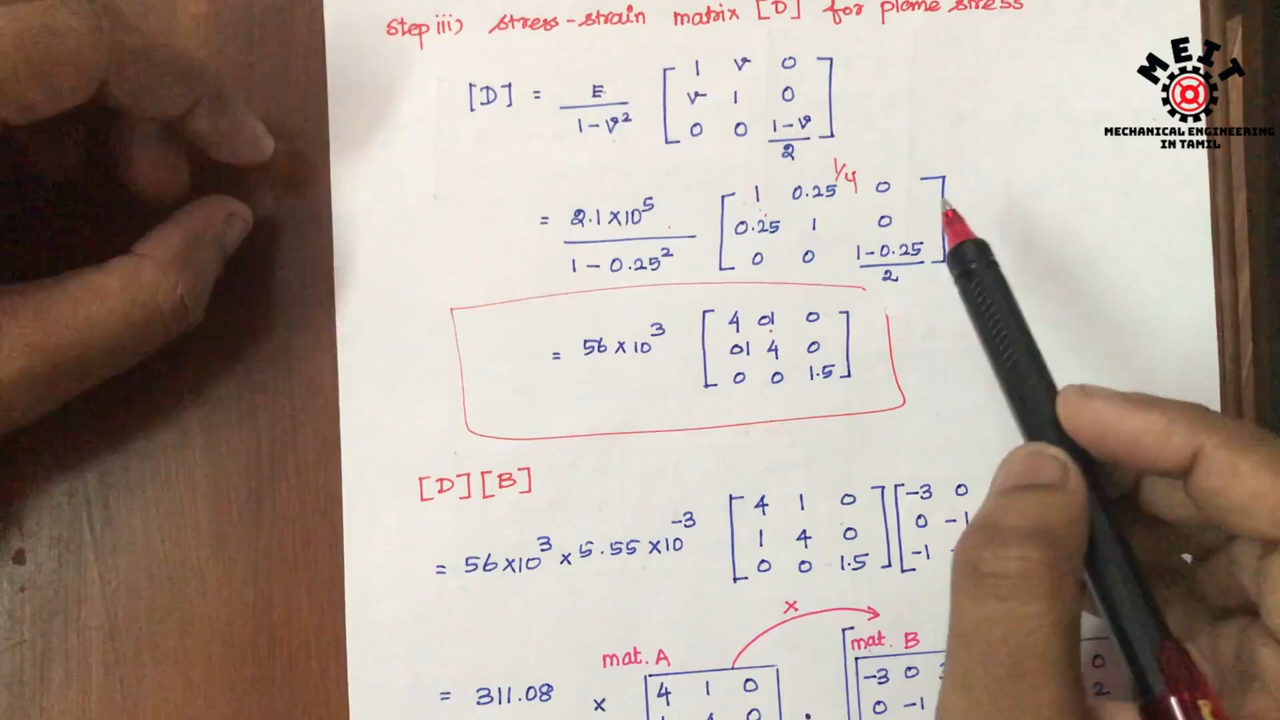 Step iii) stress-strain matrix [D] for plane stress
MEIT
MECHANICAL ENGINEERING
IN TAMIL
[D] = E / 1-ν² [ 1 ν 0
ν 1 0
0 0 1-ν / 2 ]
= 2.1×10⁵ / 1 - 0.25² [ 1 0.25 1/4 0
0.25 1 0
0 0 1-0.25 / 2 ]
= 56×10³ [ 4 01 0
01 4 0
0 0 1.5 ]
[D][B]
= 56×10³ × 5.55×10⁻³ [ 4 1 0 ] [ -3 0
1 4 0 0 -1
0 0 1.5 -1
×
mat. A mat. B
= 311.08 × [ 4 1 0 [ -3 0 0
0 -1 2